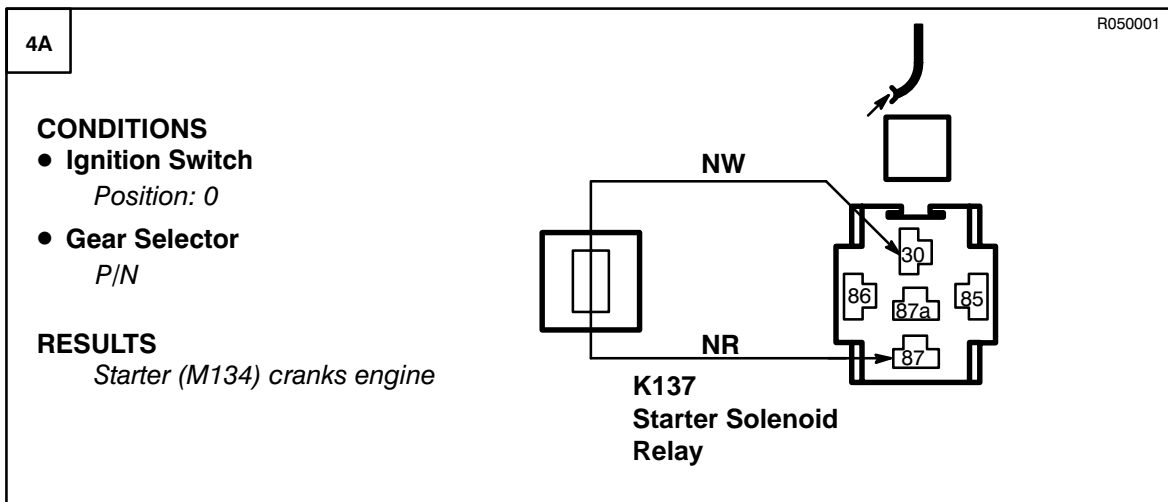 4A
R050001
CONDITIONS
● Ignition Switch
Position: 0
● Gear Selector
P/N
RESULTS
Starter (M134) cranks engine
NW
30
86
87a
85
NR
87
K137
Starter Solenoid
Relay